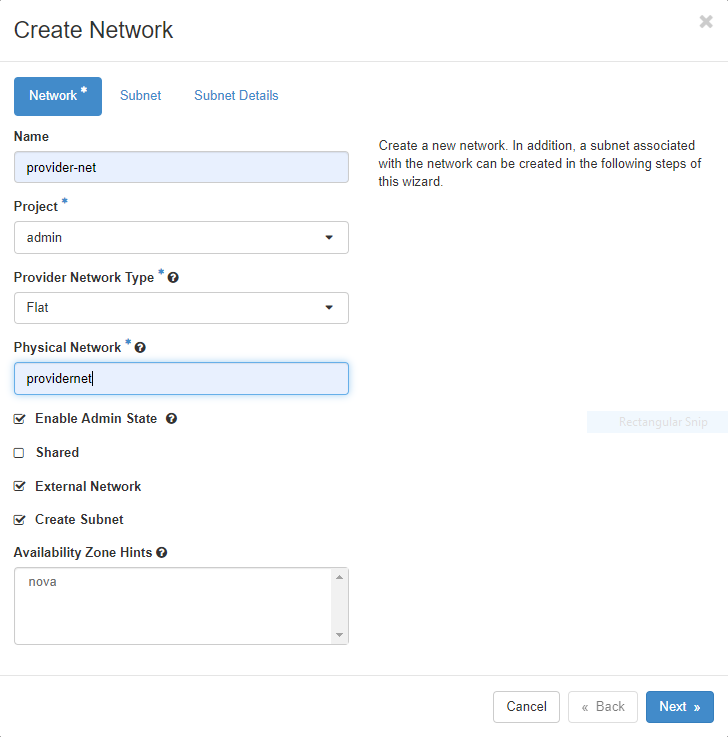 Create Network
Network *
Subnet
Subnet Details
Name
provider-net
Project *
admin
Provider Network Type *
Flat
Physical Network *
providernet
Enable Admin State
Shared
External Network
Create Subnet
Availability Zone Hints
nova
Create a new network. In addition, a subnet associated
with the network can be created in the following steps of
this wizard.
Rectangular Snip
Cancel
« Back
Next »